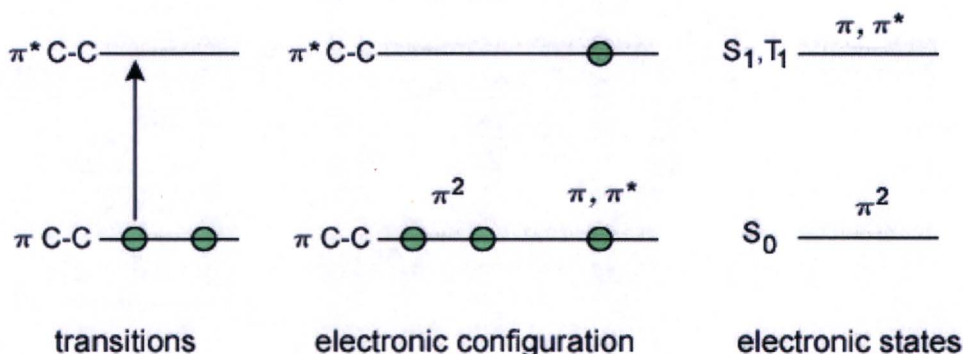 π* C-C
π C-C
transitions
π* C-C
π²
π, π*
π C-C
electronic configuration
S₁,T₁
π, π*
π²
S₀
electronic states